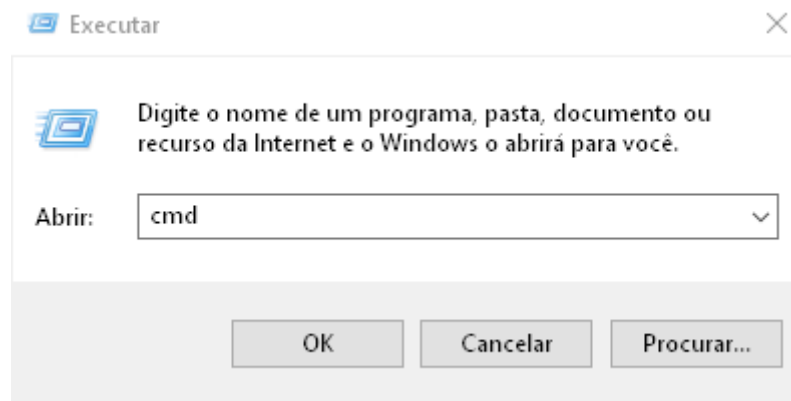 Executar
Digite o nome de um programa, pasta, documento ou
recurso da Internet e o Windows o abrirá para você.
Abrir:
cmd
OK
Cancelar
Procurar...